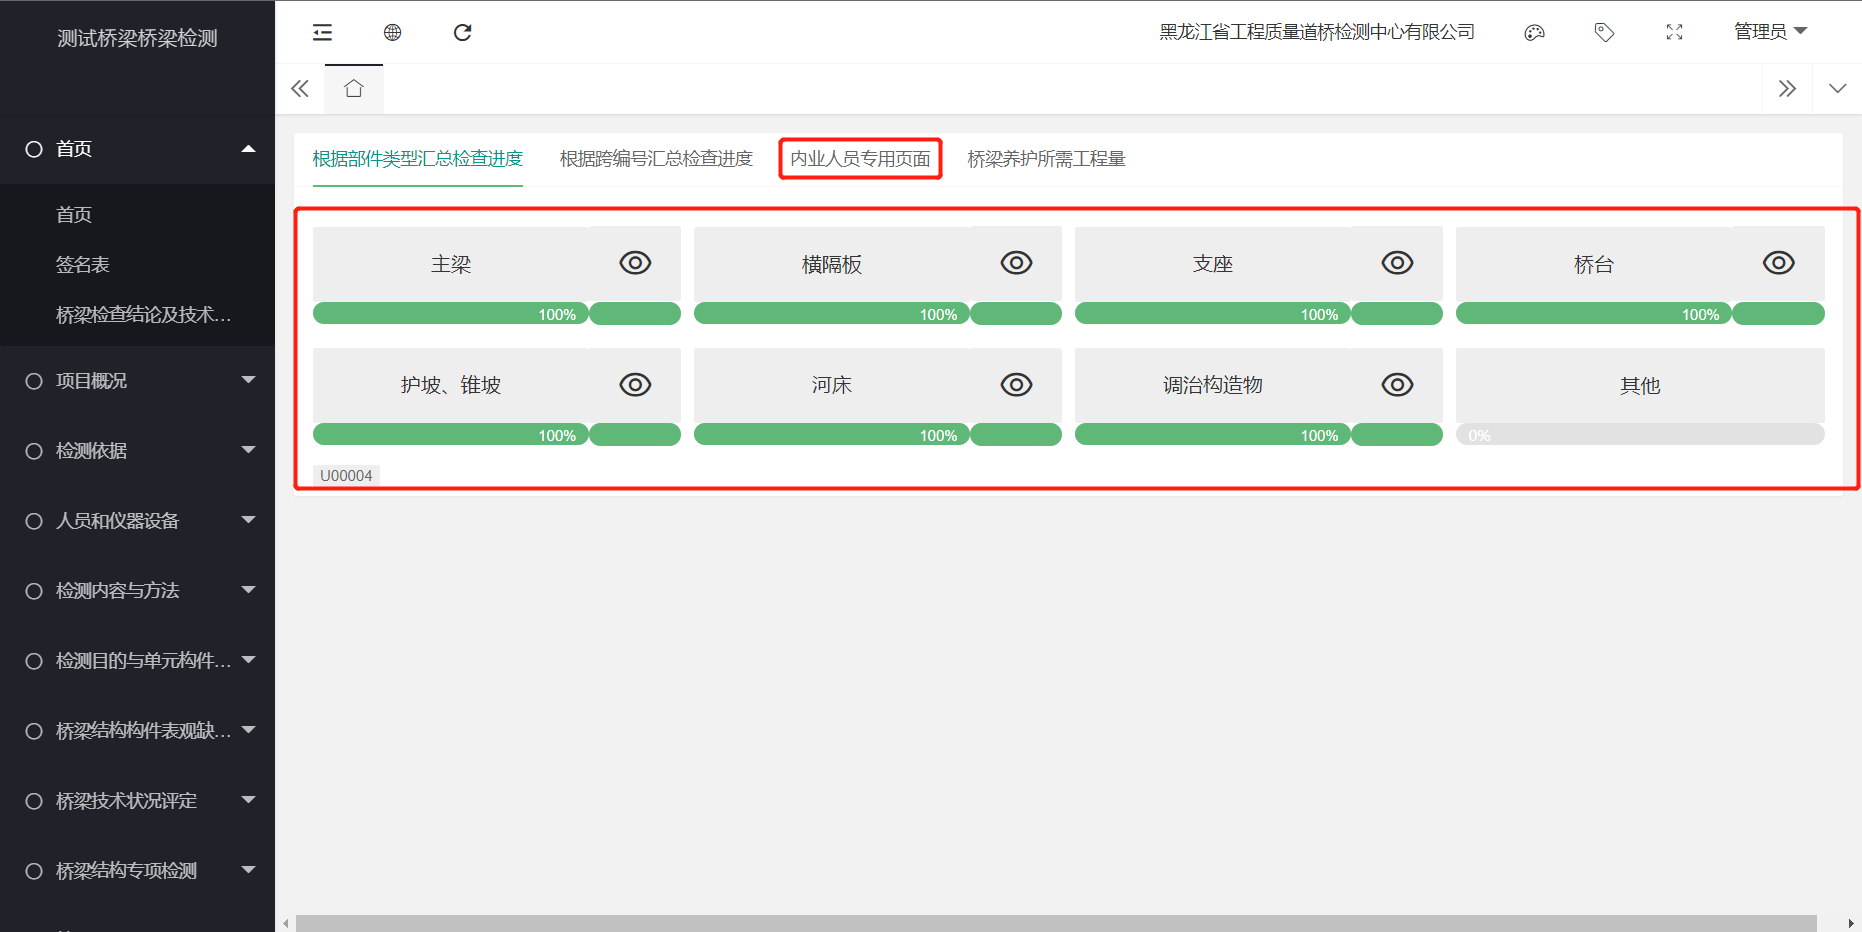 测试桥梁桥梁检测
黑龙江省工程质量道桥检测中心有限公司
管理员
首页
首页
签名表
桥梁检查结论及技术...
项目概况
检测依据
人员和仪器设备
检测内容与方法
检测目的与单元构件...
桥梁结构构件表观缺...
桥梁技术状况评定
桥梁结构专项检测
根据部件类型汇总检查进度
根据跨编号汇总检查进度
内业人员专用页面
桥梁养护所需工程量
主梁
100%
横隔板
100%
支座
100%
桥台
100%
护坡、锥坡
100%
河床
100%
调治构造物
100%
其他
0%
U00004